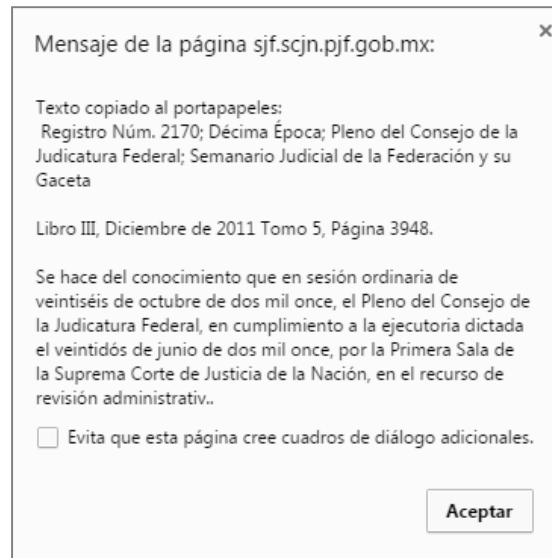 Mensaje de la página sjf.scjn.pjf.gob.mx:
Texto copiado al portapapeles:
Registro Núm. 2170; Décima Época; Pleno del Consejo de la
Judicatura Federal; Semanario Judicial de la Federación y su
Gaceta
Libro III, Diciembre de 2011 Tomo 5, Página 3948.
Se hace del conocimiento que en sesión ordinaria de
veintiséis de octubre de dos mil once, el Pleno del Consejo de
la Judicatura Federal, en cumplimiento a la ejecutoria dictada
el veintidós de junio de dos mil once, por la Primera Sala de
la Suprema Corte de Justicia de la Nación, en el recurso de
revisión administrativ..
Evita que esta página cree cuadros de diálogo adicionales.
Aceptar